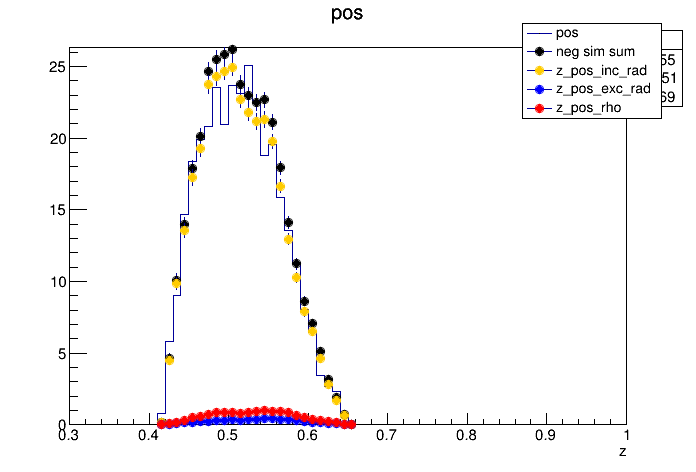 pos
pos
neg sim sum
z_pos_inc_rad
z_pos_exc_rad
z_pos_rho
55
51
69
25
20
15
10
5
0
0.3 0.4 0.5 0.6 0.7 0.8 0.9 1
z